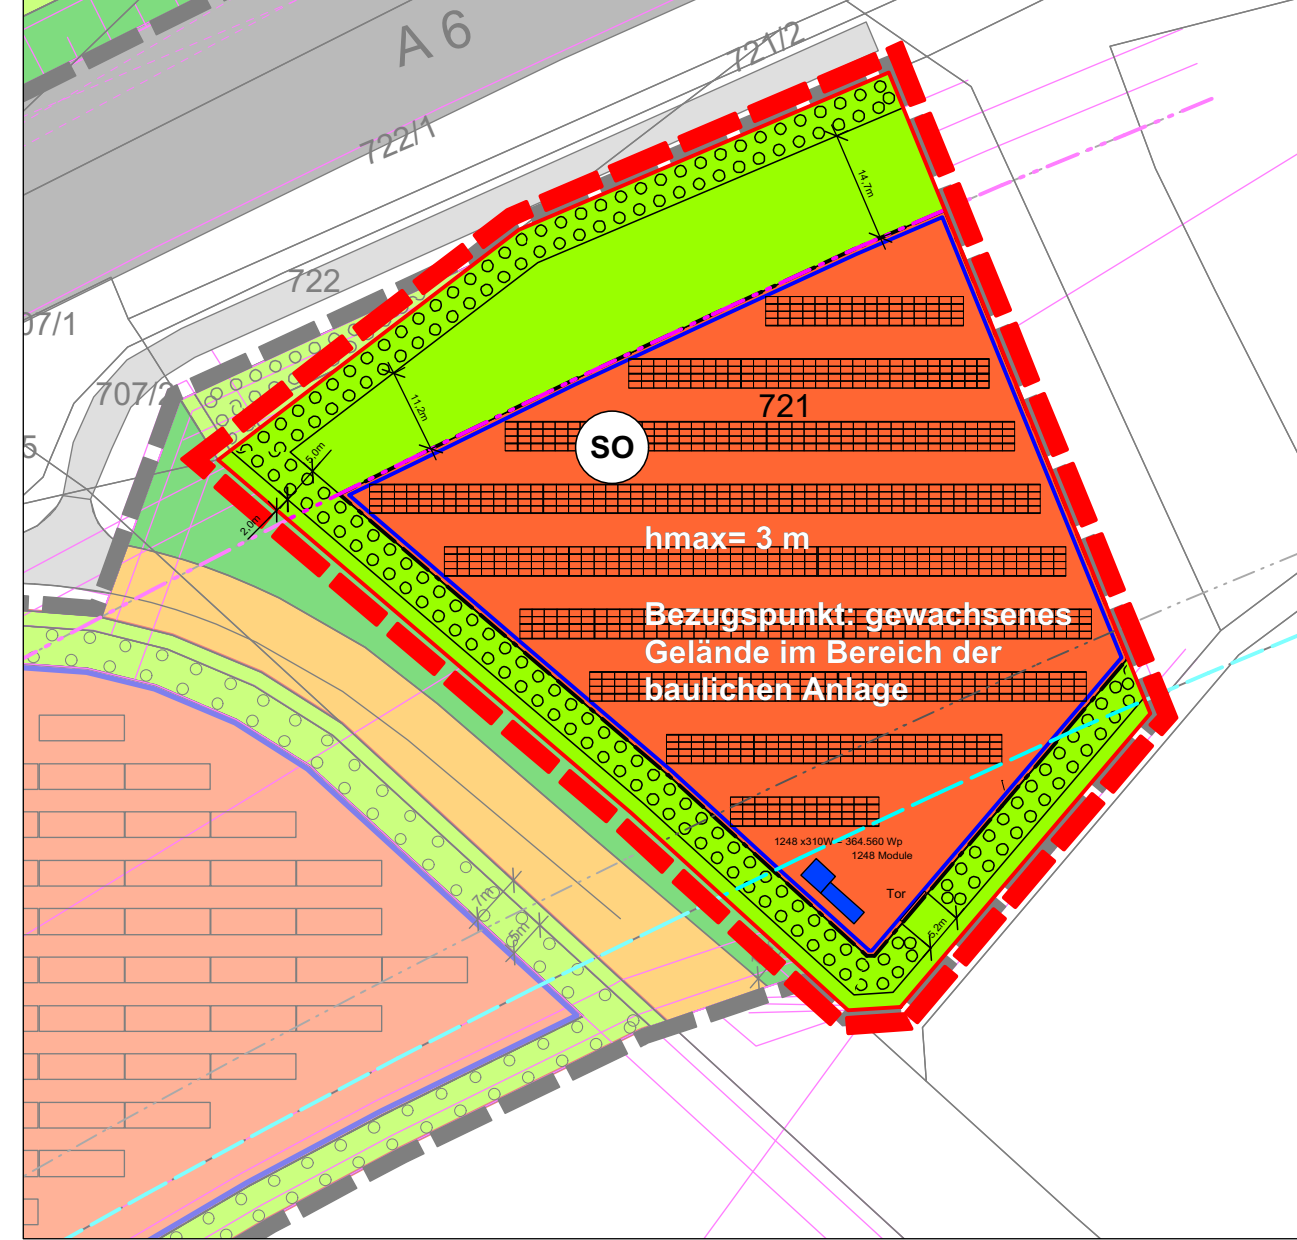 A 6
721/2
722/1
14,7m
722
07/1
707/2
11,2m
721
5
SO
5,0m
2,0m
hmax= 3 m
Bezugspunkt: gewachsenes
Gelände im Bereich der
baulichen Anlage
1248 x310W = 364.560 Wp
1248 Module
Tor
7m
5m
5,2m